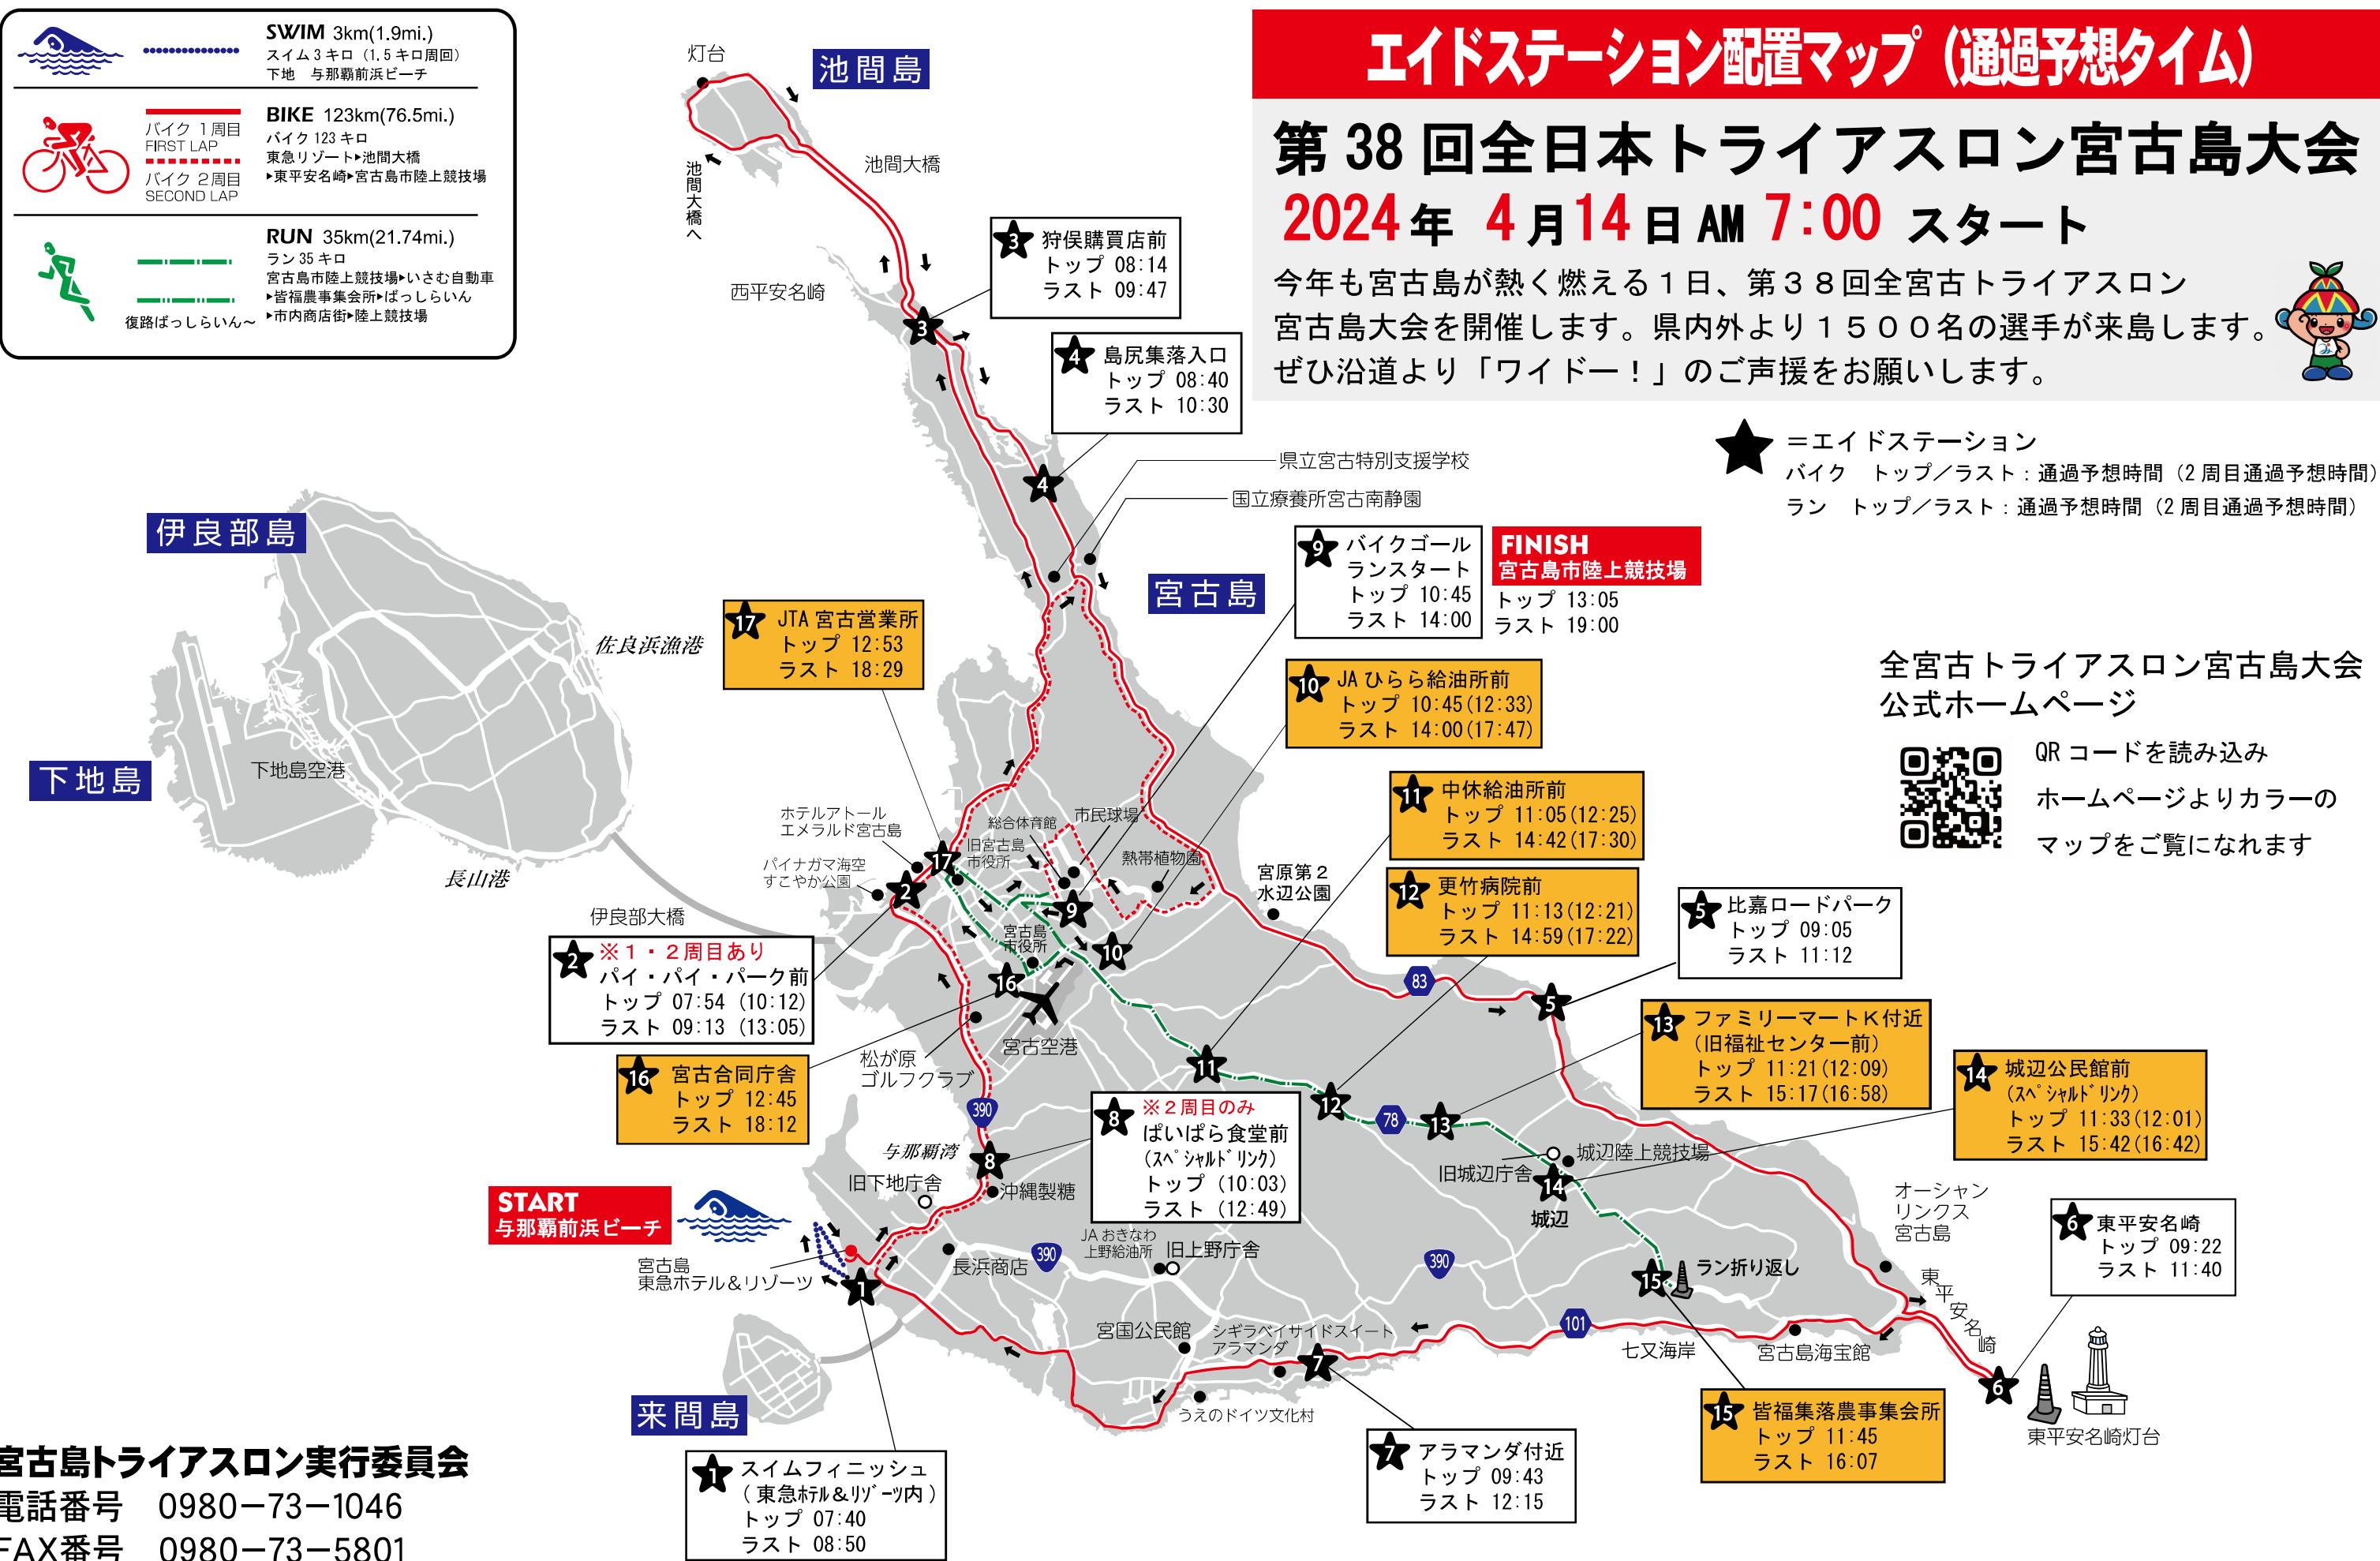 SWIM 3km(1.9mi.)
スイム 3 キロ（1.5 キロ周回）
下地　与那覇前浜ビーチ
バイク 1周目
FIRST LAP
バイク 2周目
SECOND LAP
BIKE 123km(76.5mi.)
バイク 123 キロ
東急リゾート▶池間大橋
▶東平安名崎▶宮古島市陸上競技場
RUN 35km(21.74mi.)
ラン 35 キロ
宮古島市陸上競技場▶いさむ自動車
▶皆福農事集会所▶ばっしらいん
▶市内商店街▶陸上競技場
復路ばっしらいん～
エイドステーション配置マップ（通過予想タイム）
第 38 回全日本トライアスロン宮古島大会
2024 年 4 月 14 日 AM 7:00 スタート
今年も宮古島が熱く燃える１日、第３８回全宮古トライアスロン
宮古島大会を開催します。県内外より１５００名の選手が来島します。
ぜひ沿道より「ワイドー！」のご声援をお願いします。
＝エイドステーション
バイク　トップ／ラスト：通過予想時間（2 周目通過予想時間）
ラン　トップ／ラスト：通過予想時間（2 周目通過予想時間）
灯台
池間島
池間大橋
池間大橋へ
西平安名崎
3 狩俣購買店前
トップ 08:14
ラスト 09:47
3
4 島尻集落入口
トップ 08:40
ラスト 10:30
4
県立宮古特別支援学校
国立療養所宮古南静園
伊良部島
宮古島
9 バイクゴール
ランスタート
トップ 10:45
ラスト 14:00
FINISH
宮古島市陸上競技場
トップ 13:05
ラスト 19:00
17 JTA 宮古営業所
トップ 12:53
ラスト 18:29
佐良浜漁港
10 JA ひらら給油所前
トップ 10:45(12:33)
ラスト 14:00(17:47)
全宮古トライアスロン宮古島大会
公式ホームページ
QR コードを読み込み
ホームページよりカラーの
マップをご覧になれます
下地島
下地島空港
11 中休給油所前
トップ 11:05(12:25)
ラスト 14:42(17:30)
ホテルアトール
エメラルド宮古島
総合体育館
市民球場
旧宮古島
市役所
熱帯植物園
17
パイナガマ海空
すこやか公園
2
長山港
宮原第２
水辺公園
12 更竹病院前
トップ 11:13(12:21)
ラスト 14:59(17:22)
5 比嘉ロードパーク
トップ 09:05
ラスト 11:12
伊良部大橋
9
宮古島
市役所
10
2 ※１・２周目あり
パイ・パイ・パーク前
トップ 07:54 (10:12)
ラスト 09:13 (13:05)
16
83
5
宮古空港
松が原
ゴルフクラブ
11
13 ファミリーマートＫ付近
（旧福祉センター前）
トップ 11:21(12:09)
ラスト 15:17(16:58)
16 宮古合同庁舎
トップ 12:45
ラスト 18:12
14 城辺公民館前
（ｽﾍﾟｼｬﾙﾄﾞﾘﾝｸ）
トップ 11:33(12:01)
ラスト 15:42(16:42)
390
12
78
13
8 ※２周目のみ
ぱいぱら食堂前
（ｽﾍﾟｼｬﾙﾄﾞﾘﾝｸ）
トップ (10:03)
ラスト (12:49)
与那覇湾
8
旧下地庁舎
沖縄製糖
城辺陸上競技場
旧城辺庁舎
14
城辺
START
与那覇前浜ビーチ
オーシャン
リンクス
宮古島
6 東平安名崎
トップ 09:22
ラスト 11:40
宮古島
東急ホテル＆リゾーツ
1
長浜商店
390
JA おきなわ
上野給油所
旧上野庁舎
390
15
ラン折り返し
東平安名崎
宮国公民館
シギラベイサイドスイート
アラマンダ
7
101
七又海岸
宮古島海宝館
6
来間島
うえのドイツ文化村
東平安名崎灯台
15 皆福集落農事集会所
トップ 11:45
ラスト 16:07
7 アラマンダ付近
トップ 09:43
ラスト 12:15
1 スイムフィニッシュ
（東急ﾎﾃﾙ＆ﾘｿﾞｰﾂ内）
トップ 07:40
ラスト 08:50
宮古島トライアスロン実行委員会
電話番号　0980－73－1046
FAX番号　0980－73－5801